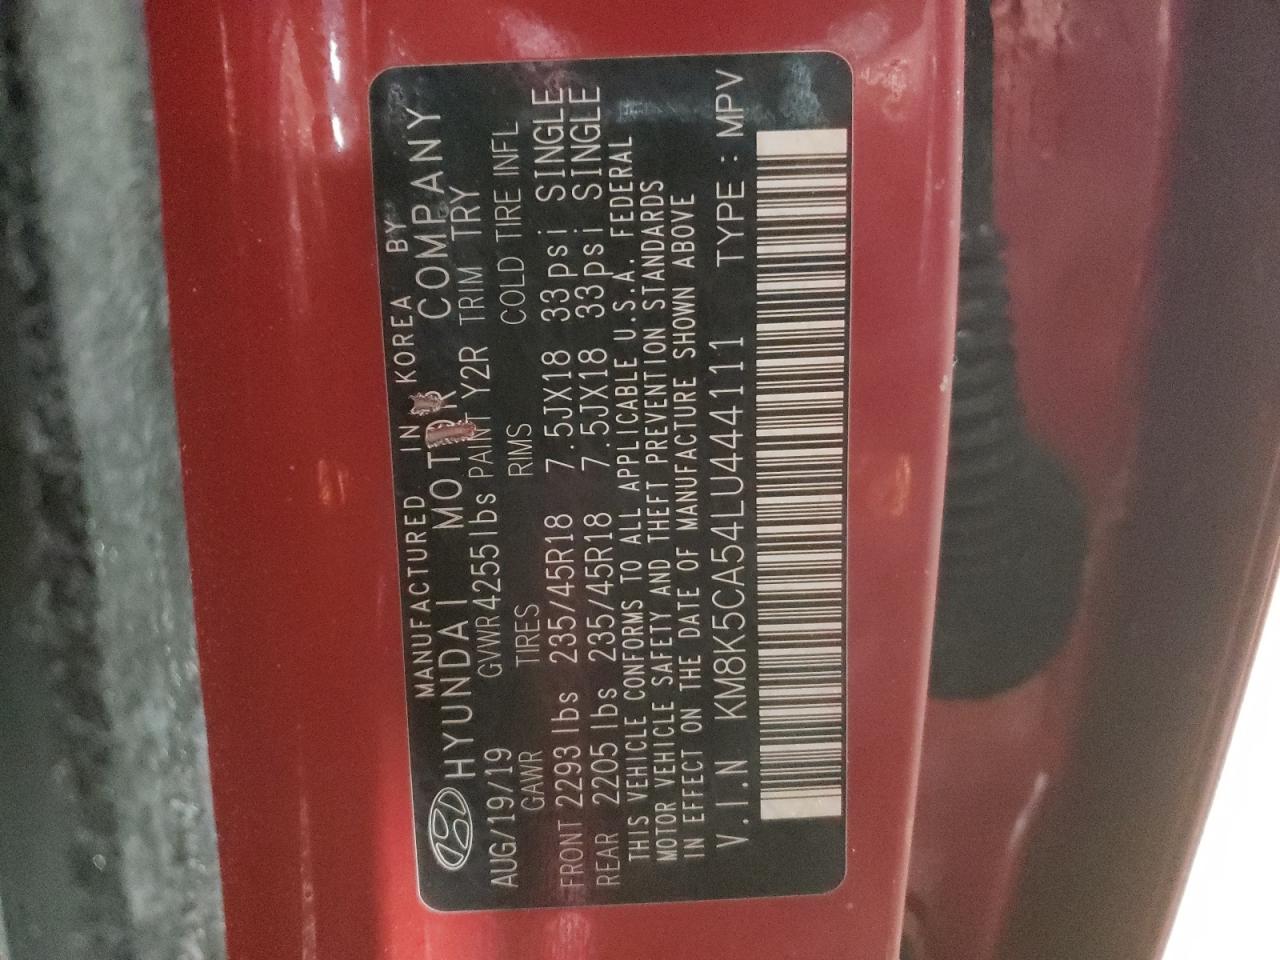 MANUFACTURED IN KOREA BY
HYUNDAI MOTOR COMPANY
AUG/19/19 GVWR4255lbs PAINT Y2R TRIM TRY
GAWR TIRES RIMS COLD TIRE INFL
FRONT 2293lbs 235/45R18 7.5JX18 33psi SINGLE
REAR 2205lbs 235/45R18 7.5JX18 33psi SINGLE
THIS VEHICLE CONFORMS TO ALL APPLICABLE U.S.A. FEDERAL
MOTOR VEHICLE SAFETY AND THEFT PREVENTION STANDARDS
IN EFFECT ON THE DATE OF MANUFACTURE SHOWN ABOVE
V.I.N KM8K5CA54LU444111 TYPE : MPV